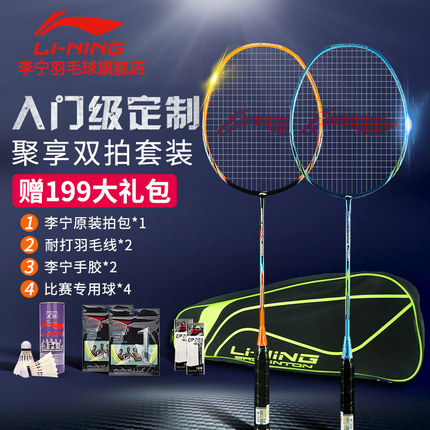 LI-NING
李宁羽毛球旗舰店
入门级定制
聚享双拍套装
赠199大礼包
1 李宁原装拍包*1
2 耐打羽毛线*2
3 李宁手胶*2
4 比赛专用球*4
LI-NING
BADMINTON